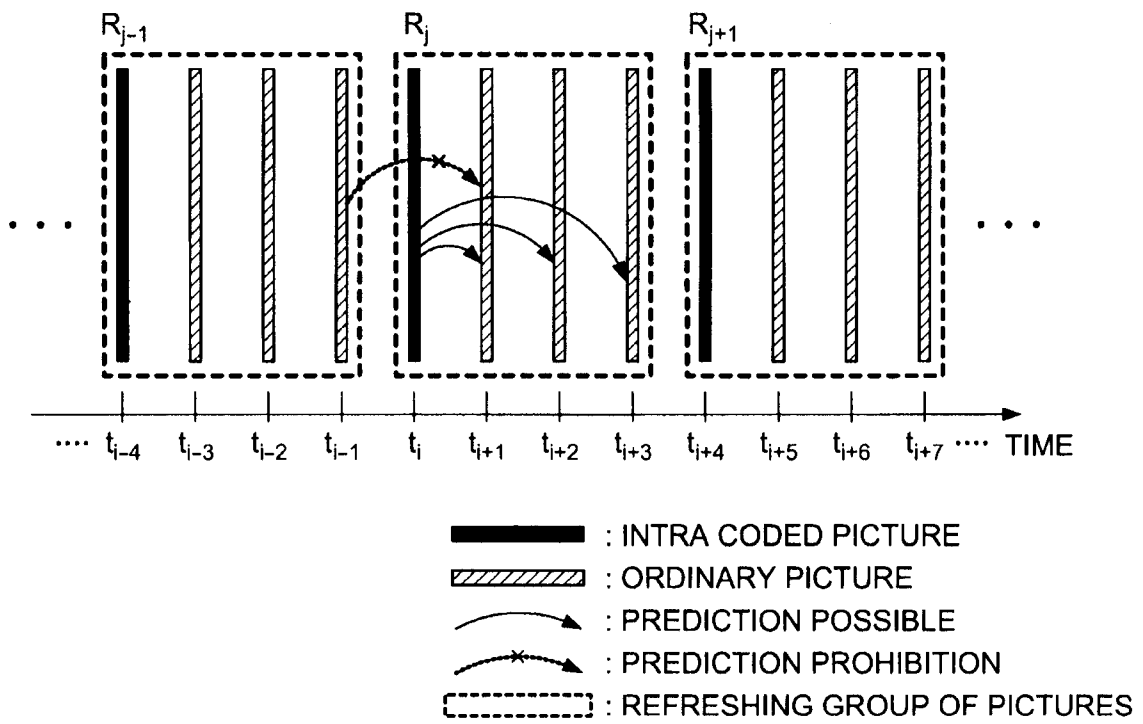 R_{j-1} R_j R_{j+1}
· · · · · ·
···· t_{i-4} t_{i-3} t_{i-2} t_{i-1} t_i t_{i+1} t_{i+2} t_{i+3} t_{i+4} t_{i+5} t_{i+6} t_{i+7} ···· TIME
: INTRA CODED PICTURE
: ORDINARY PICTURE
: PREDICTION POSSIBLE
: PREDICTION PROHIBITION
: REFRESHING GROUP OF PICTURES